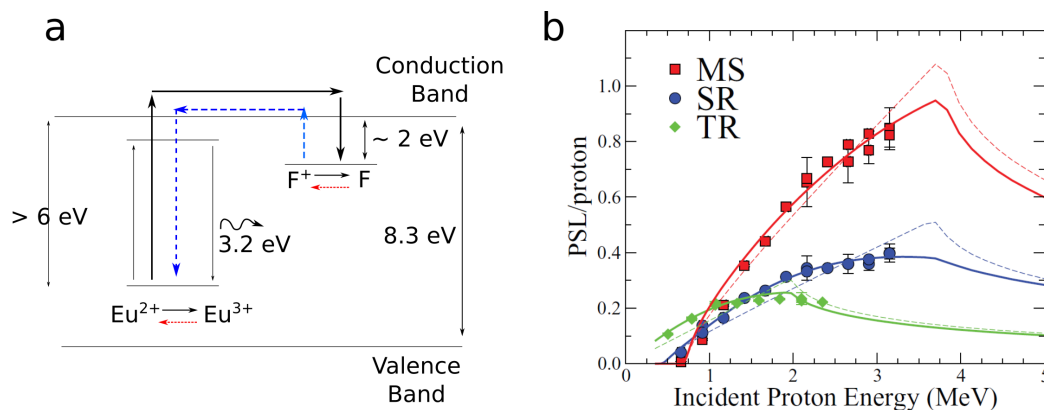 a
Conduction
Band
~ 2 eV
F⁺ F
> 6 eV
3.2 eV
8.3 eV
Eu²⁺ Eu³⁺
Valence
Band
b
PSL/proton
1.0
0.8
0.6
0.4
0.2
0.0
MS
SR
TR
0 1 2 3 4 5
Incident Proton Energy (MeV)